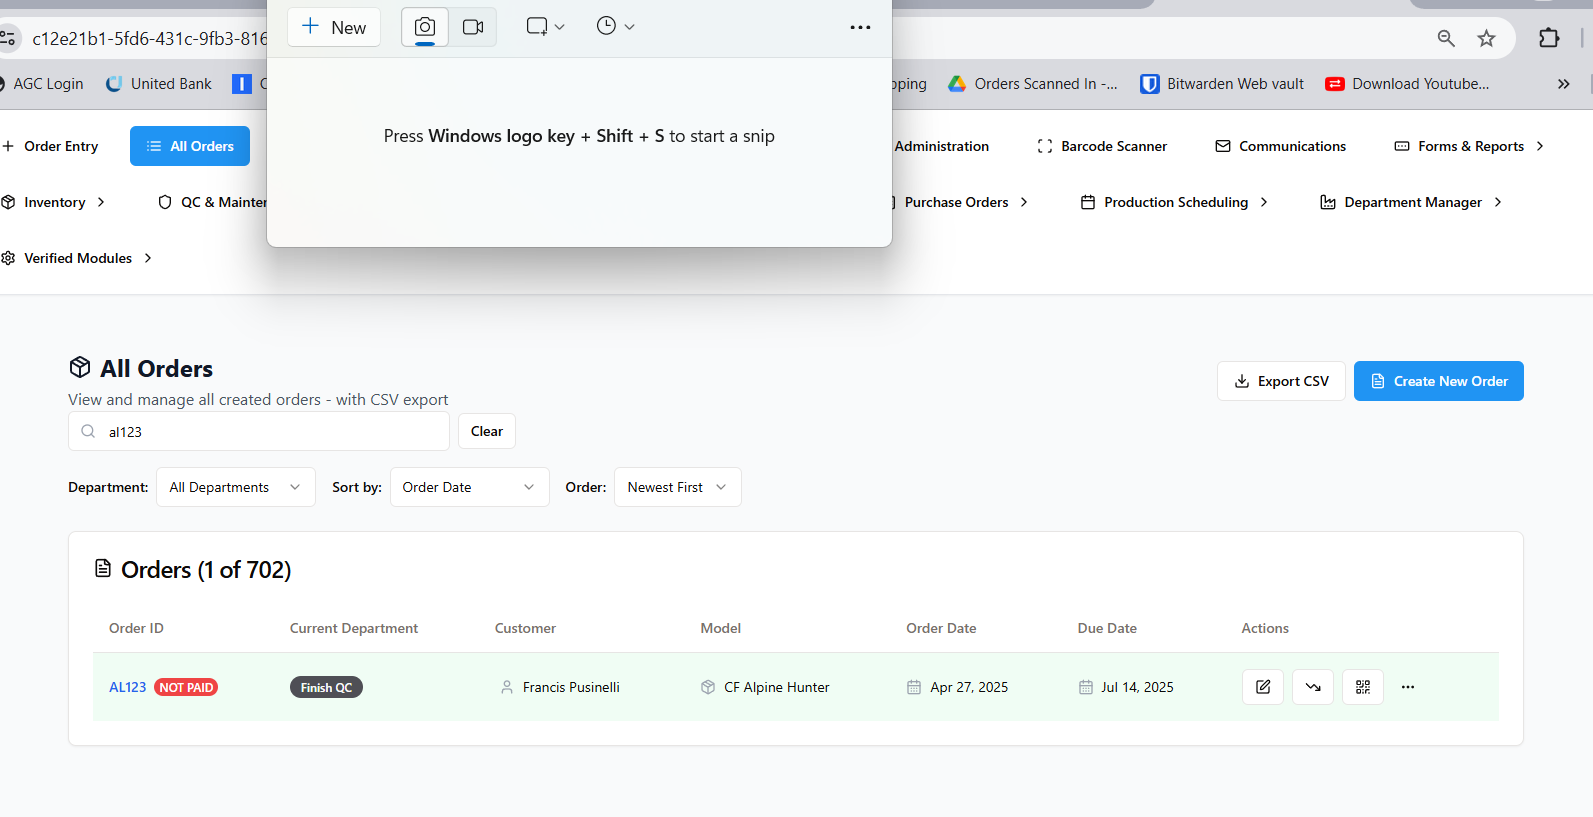 New
c12e21b1-5fd6-431c-9fb3-816
AGC Login United Bank Orders Scanned In -... Bitwarden Web vault Download Youtube...
Press Windows logo key + Shift + S to start a snip
Order Entry All Orders Administration Barcode Scanner Communications Forms & Reports
Inventory QC & Mainten Purchase Orders Production Scheduling Department Manager
Verified Modules
All Orders
View and manage all created orders - with CSV export
Export CSV Create New Order
al123 Clear
Department: All Departments Sort by: Order Date Order: Newest First
Orders (1 of 702)
Order ID Current Department Customer Model Order Date Due Date Actions
AL123 NOT PAID Finish QC Francis Pusinelli CF Alpine Hunter Apr 27, 2025 Jul 14, 2025